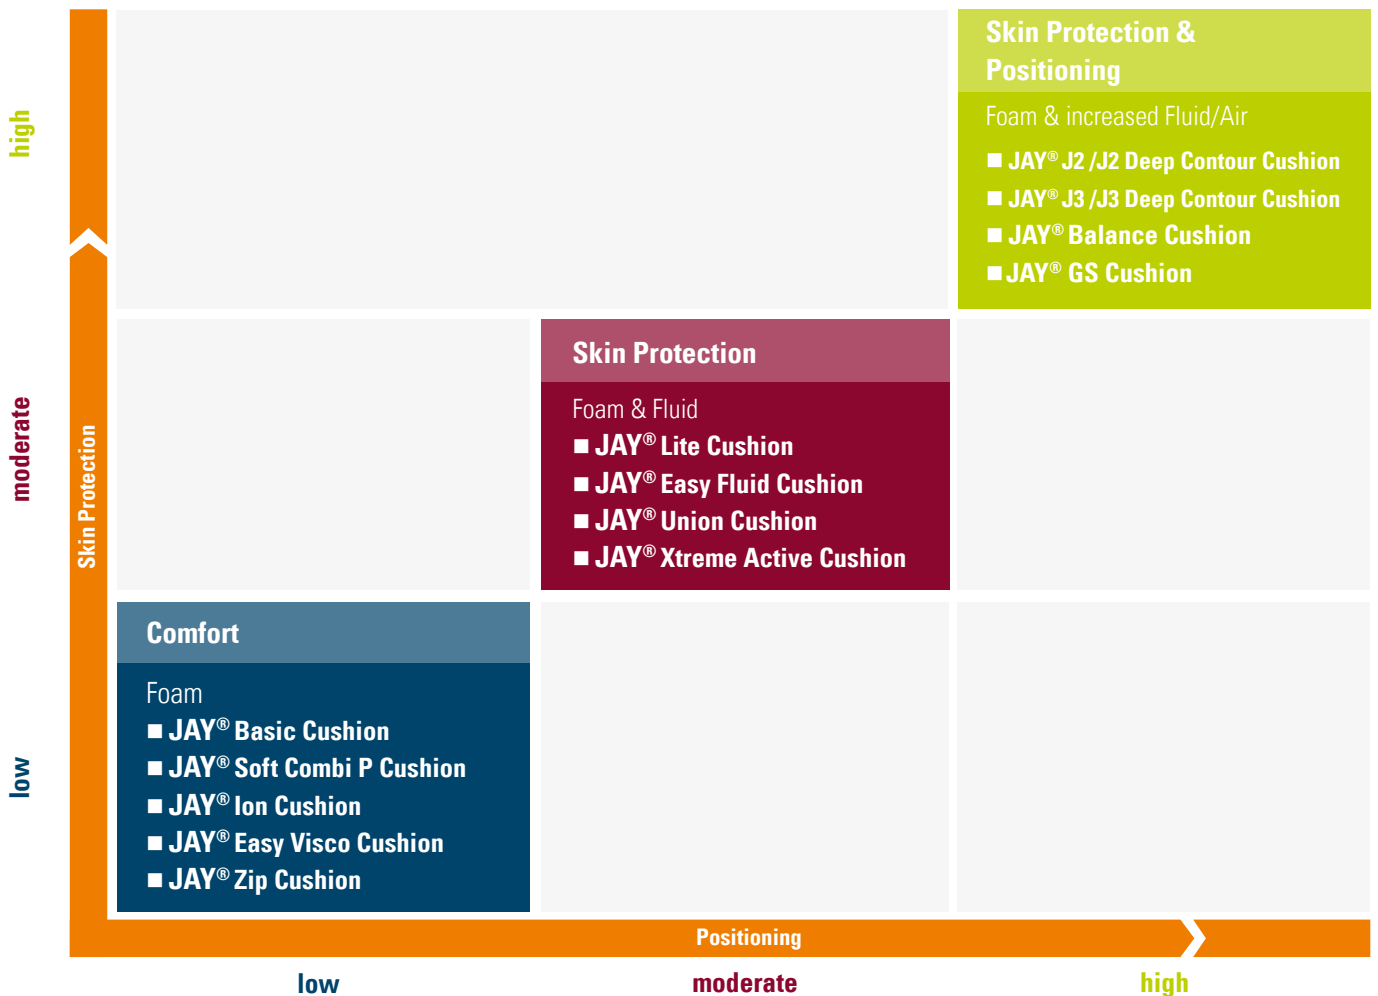 high
Skin Protection &
Positioning
Foam & increased Fluid/Air
■ JAY® J2 /J2 Deep Contour Cushion
■ JAY® J3 /J3 Deep Contour Cushion
■ JAY® Balance Cushion
■ JAY® GS Cushion
moderate
Skin Protection
Skin Protection
Foam & Fluid
■ JAY® Lite Cushion
■ JAY® Easy Fluid Cushion
■ JAY® Union Cushion
■ JAY® Xtreme Active Cushion
low
Comfort
Foam
■ JAY® Basic Cushion
■ JAY® Soft Combi P Cushion
■ JAY® Ion Cushion
■ JAY® Easy Visco Cushion
■ JAY® Zip Cushion
Positioning
low
moderate
high